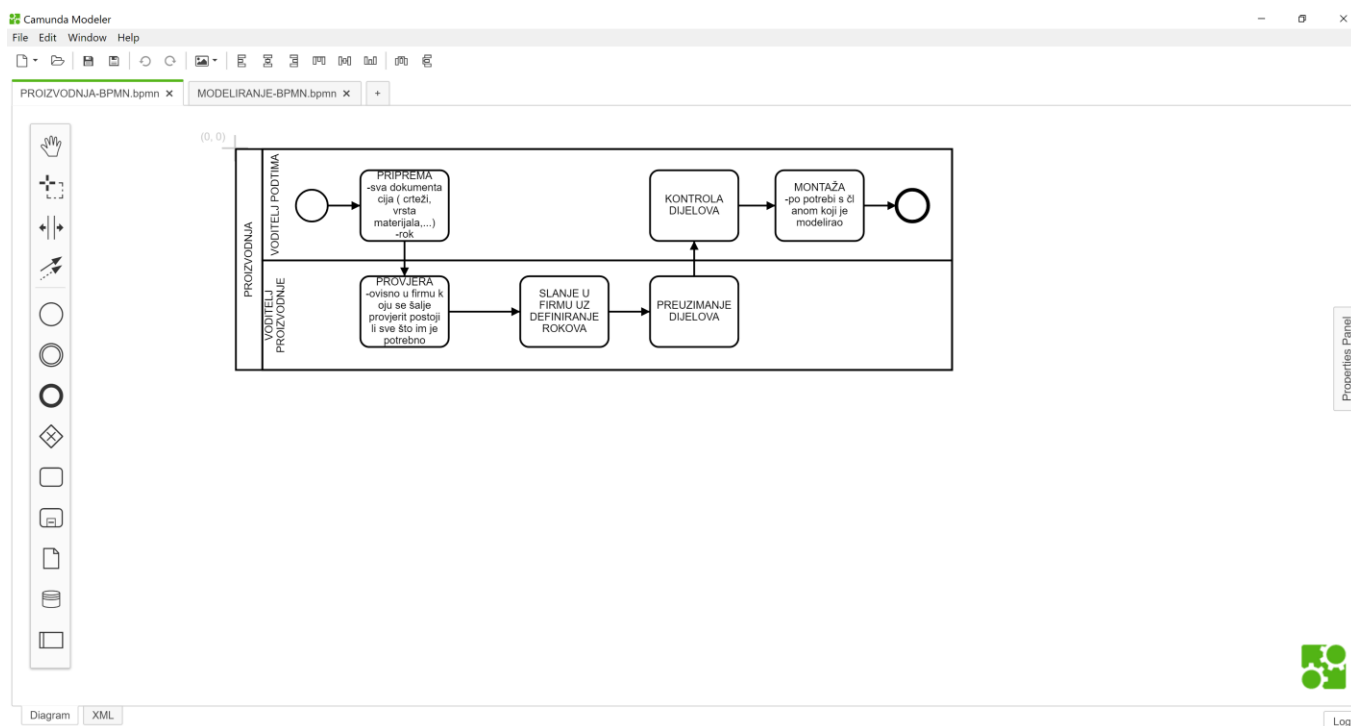 Camunda Modeler
File Edit Window Help
PROIZVODNJA-BPMN.bpmn
MODELIRANJE-BPMN.bpmn
+
(0, 0)
PROIZVODNJA
VODITELJ PODTIMA
PRIPREMA
-sva dokumenta
cija ( crteži,
vrsta
materijala,...)
-rok
KONTROLA
DIJELOVA
MONTAŽA
-po potrebi s čl
anom koji je
modelirao
VODITELJ
PROIZVODNJE
PROVJERA
-ovisno u firmu k
oju se šalje
provjerit postoji
li sve što im je
potrebno
SLANJE U
FIRMU UZ
DEFINIRANJE
ROKOVA
PREUZIMANJE
DIJELOVA
Properties Panel
Diagram
XML
Log